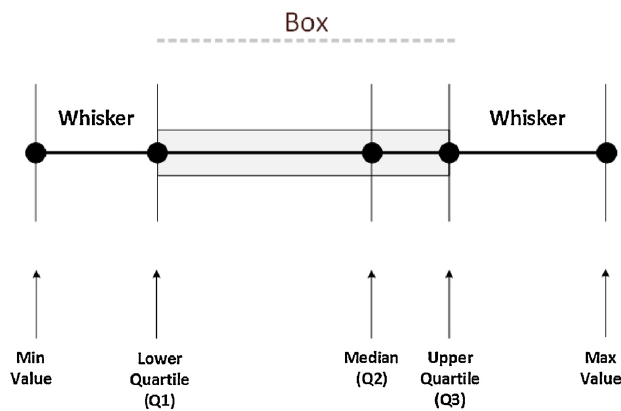 Box
Whisker
Whisker
Min
Value
Lower
Quartile
(Q1)
Median
(Q2)
Upper
Quartile
(Q3)
Max
Value